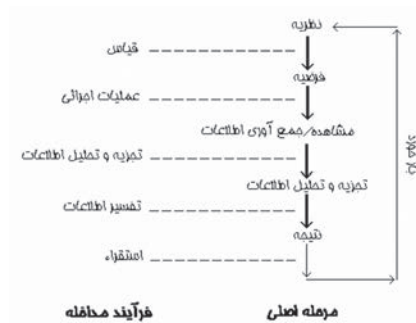 نظریه
قیاس
فرضیه
عملیات اجرائی
مشاهده/جمع آوری اطلاعات
تجزیه و تحلیل اطلاعات
تجزیه و تحلیل اطلاعات
تفسیر اطلاعات
نتیجه
استقراء
مرحله اصلی
فرآیند مداخله